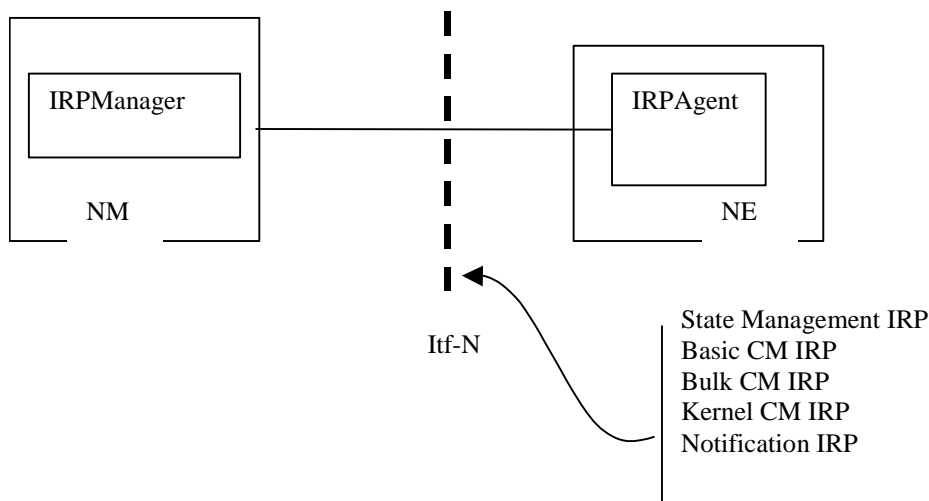 IRPManager
IRPAgent
NM
NE
Itf-N
State Management IRP
Basic CM IRP
Bulk CM IRP
Kernel CM IRP
Notification IRP